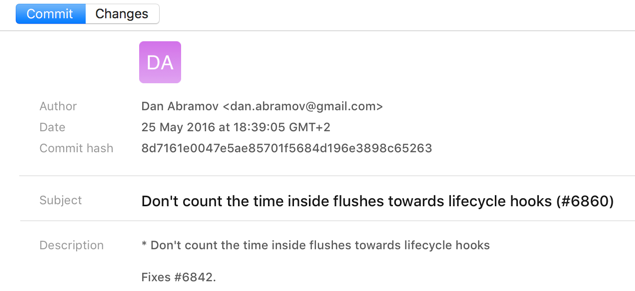 Commit Changes
DA
Author Dan Abramov <dan.abramov@gmail.com>
Date 25 May 2016 at 18:39:05 GMT+2
Commit hash 8d7161e0047e5ae85701f5684d196e3898c65263
Subject Don't count the time inside flushes towards lifecycle hooks (#6860)
Description * Don't count the time inside flushes towards lifecycle hooks
Fixes #6842.